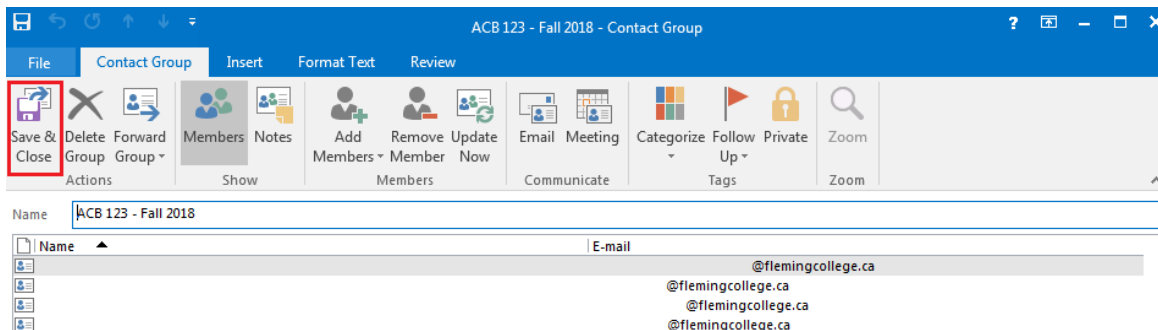 ACB 123 - Fall 2018 - Contact Group
?
File Contact Group Insert Format Text Review
Save & Close
Delete Group
Forward Group
Members
Notes
Add Members
Remove Member
Update Now
Email
Meeting
Categorize
Follow Up
Private
Zoom
Actions Show Members Communicate Tags Zoom
Name ACB 123 - Fall 2018
Name E-mail
@flemingcollege.ca
@flemingcollege.ca
@flemingcollege.ca
@flemingcollege.ca